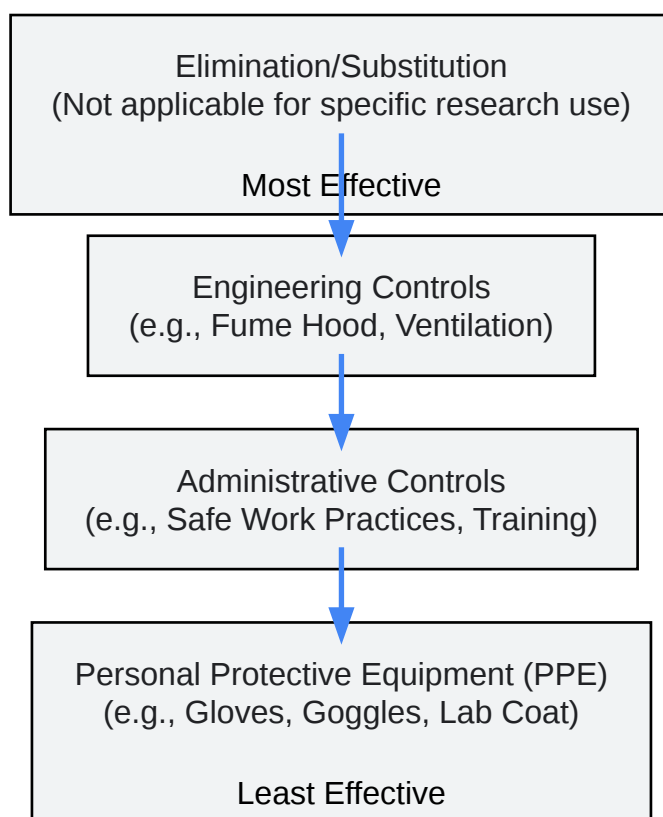 Elimination/Substitution
(Not applicable for specific research use)
Most Effective
Engineering Controls
(e.g., Fume Hood, Ventilation)
Administrative Controls
(e.g., Safe Work Practices, Training)
Personal Protective Equipment (PPE)
(e.g., Gloves, Goggles, Lab Coat)
Least Effective